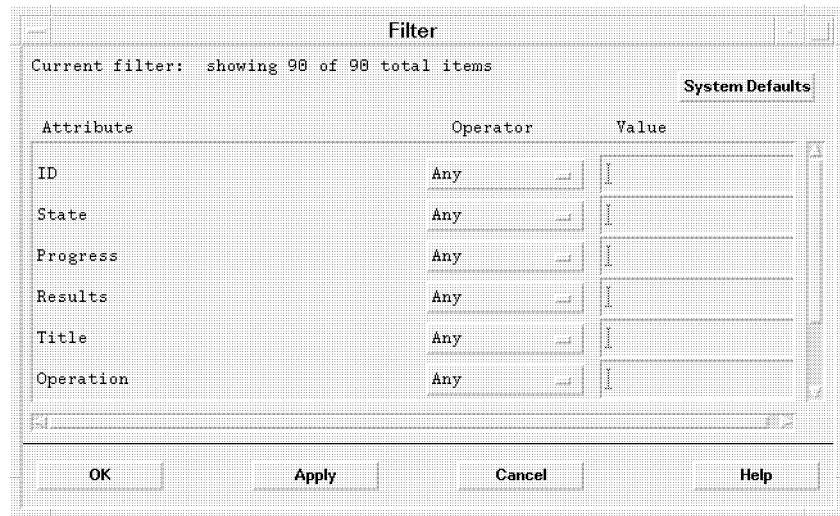 Filter
Current filter: showing 90 of 90 total items
System Defaults
Attribute Operator Value
ID Any
State Any
Progress Any
Results Any
Title Any
Operation Any
OK Apply Cancel Help